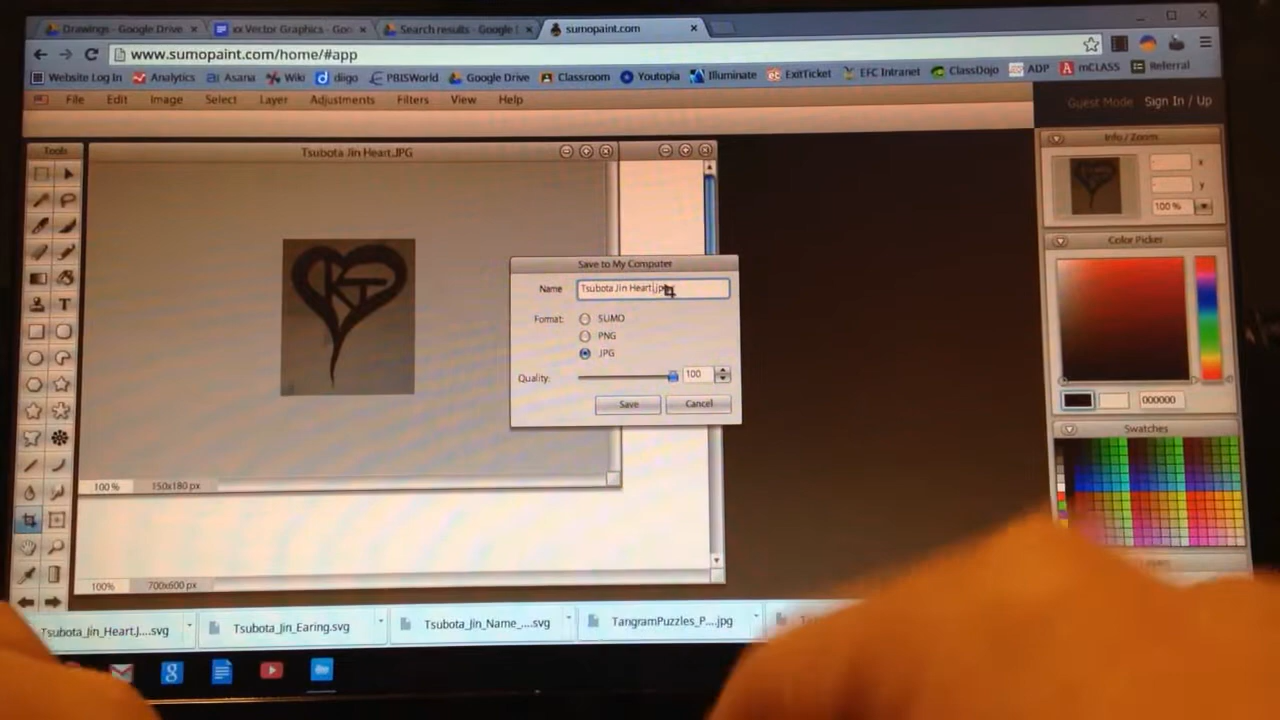 Drawings - Google Drive
xx Vector Graphics - Goo
Search results - Google
sumopaint.com
www.sumopaint.com/home/#app
Website Log In
Analytics
Asana
Wiki
diigo
PBISWorld
Google Drive
Classroom
Youtopia
Illuminate
ExitTicket
EFC Intranet
ClassDojo
ADP
mCLASS
Referral
File Edit Image Select Layer Adjustments Filters View Help
Guest Mode Sign In / Up
Tools
Tsubota Jin Heart.JPG
Info / Zoom
x
y
100 %
KT
Save to My Computer
Name Tsubota Jin Heart.jp
Format: SUMO
PNG
JPG
Quality: 100
Save Cancel
Color Picker
000000
Swatches
T
100 % 150x180 px
100% 700x600 px
Tsubota_Jin_Heart.J....svg
Tsubota_Jin_Earing.svg
Tsubota_Jin_Name_....svg
TangramPuzzles_P....jpg
g